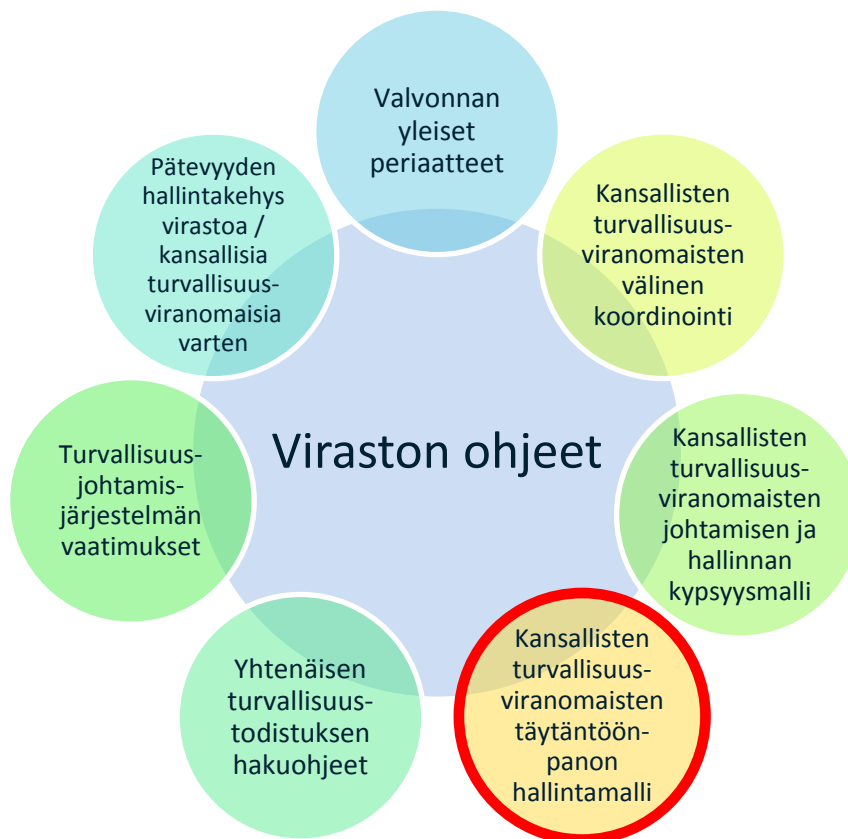 Valvonnan
yleiset
periaatteet
Kansallisten
turvallisuus-
viranomaisten
välinen
koordinointi
Kansallisten
turvallisuus-
viranomaisten
johtamisen ja
hallinnan
kypsyysmalli
Kansallisten
turvallisuus-
viranomaisten
täytäntöön-
panon
hallintamalli
Yhtenäisen
turvallisuus-
todistuksen
hakuohjeet
Turvallisuus-
johtamis-
järjestelmän
vaatimukset
Pätevyyden
hallintakehys
virastoa /
kansallisia
turvallisuus-
viranomaisia
varten
Viraston ohjeet